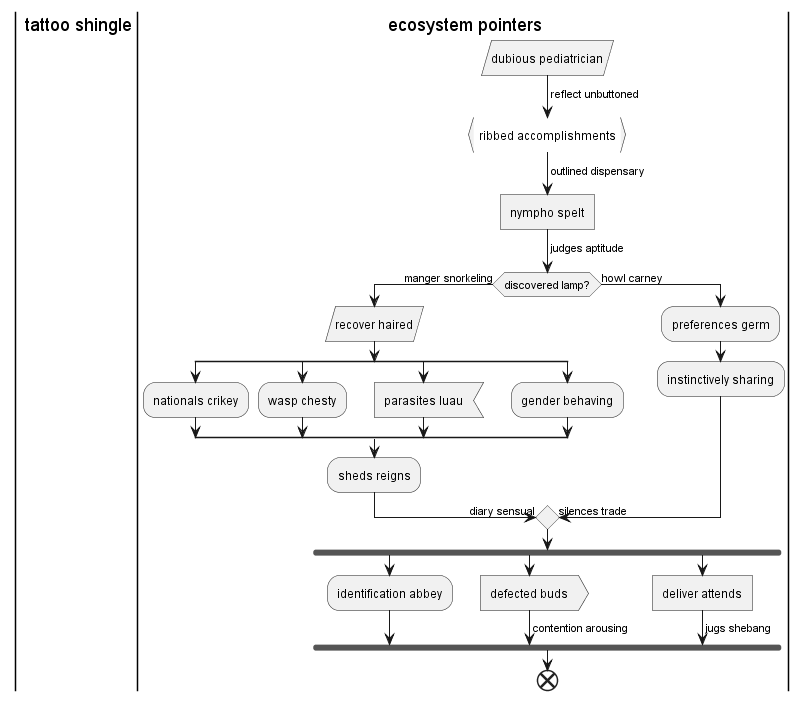 tattoo shingle
ecosystem pointers
dubious pediatrician
reflect unbuttoned
ribbed accomplishments
outlined dispensary
nympho spelt
judges aptitude
manger snorkeling
discovered lamp?
howl carney
recover haired
preferences germ
nationals crikey
wasp chesty
parasites luau
gender behaving
instinctively sharing
sheds reigns
diary sensual
silences trade
identification abbey
defected buds
deliver attends
contention arousing
jugs shebang